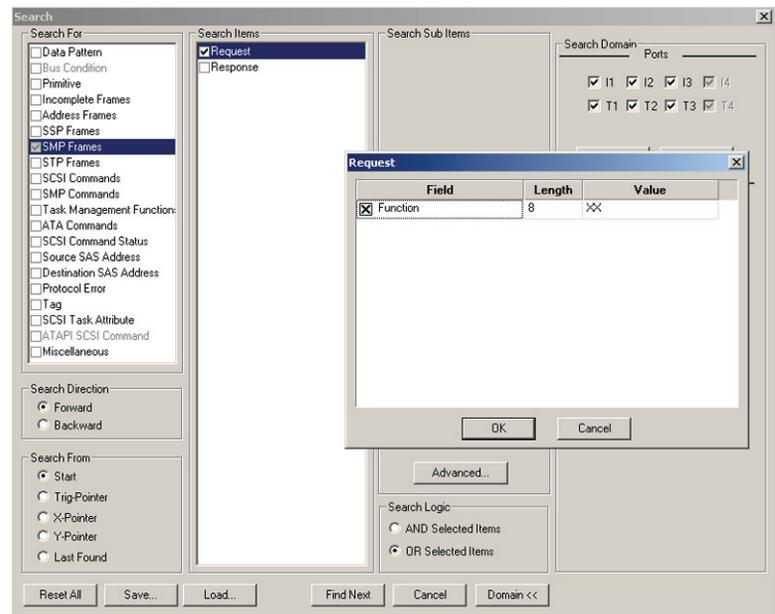 Search
Search For
Data Pattern
Bus Condition
Primitive
Incomplete Frames
Address Frames
SSP Frames
SMP Frames
STP Frames
SCSI Commands
SMP Commands
Task Management Function:
ATA Commands
SCSI Command Status
Source SAS Address
Destination SAS Address
Protocol Error
Tag
SCSI Task Attribute
ATAPI SCSI Command
Miscellaneous
Search Direction
Forward
Backward
Search From
Start
Trig-Pointer
X-Pointer
Y-Pointer
Last Found
Search Items
Request
Response
Search Sub Items
Search Domain
Ports
I1 I2 I3 I4
T1 T2 T3 T4
Request
Field Length Value
Function 8 XX
OK Cancel
Advanced...
Search Logic
AND Selected Items
OR Selected Items
Reset All Save... Load... Find Next Cancel Domain <<